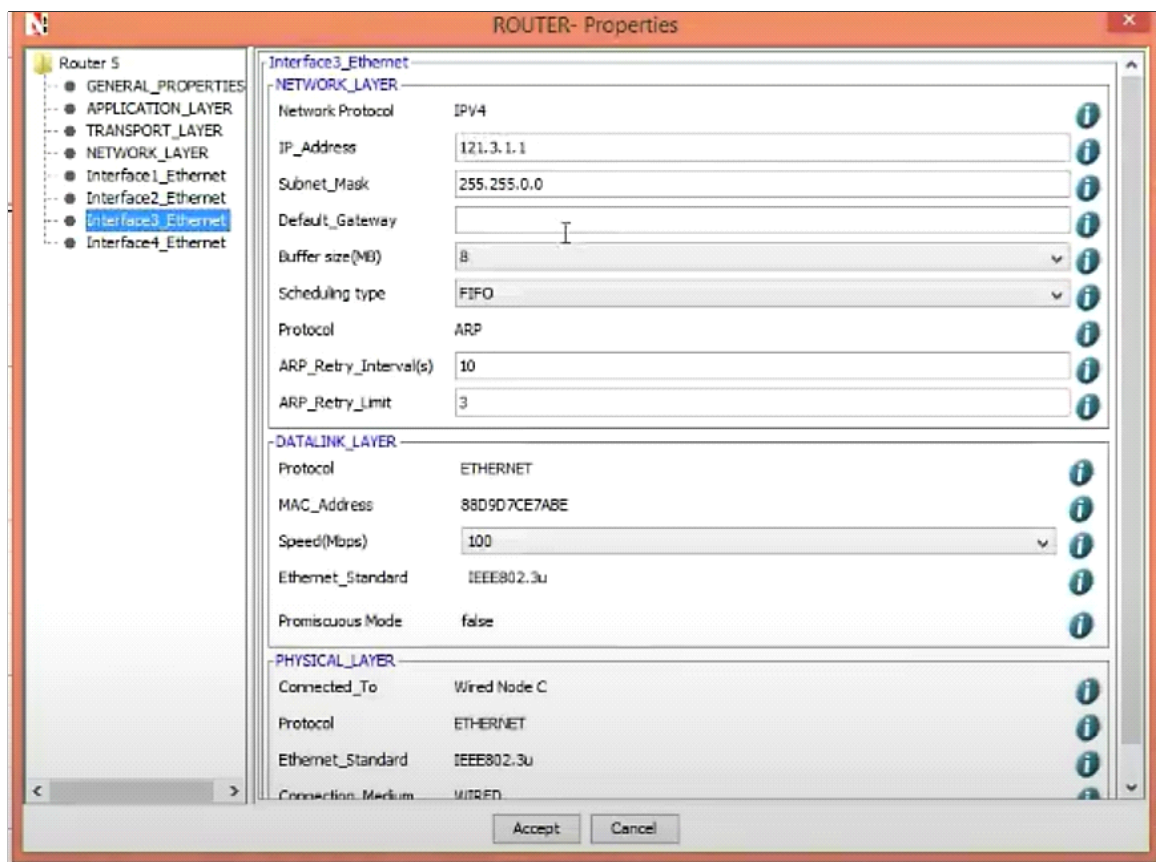 ROUTER- Properties
Router 5
GENERAL_PROPERTIES
APPLICATION_LAYER
TRANSPORT_LAYER
NETWORK_LAYER
Interface1_Ethernet
Interface2_Ethernet
Interface3_Ethernet
Interface4_Ethernet
Interface3_Ethernet
NETWORK_LAYER
Network Protocol IPV4
IP_Address 121.3.1.1
Subnet_Mask 255.255.0.0
Default_Gateway
Buffer size(MB) 8
Scheduling type FIFO
Protocol ARP
ARP_Retry_Interval(s) 10
ARP_Retry_Limit 3
DATALINK_LAYER
Protocol ETHERNET
MAC_Address 88D9D7CE7ABE
Speed(Mbps) 100
Ethernet_Standard IEEE802.3u
Promiscuous Mode false
PHYSICAL_LAYER
Connected_To Wired Node C
Protocol ETHERNET
Ethernet_Standard IEEE802.3u
Connection_Medium WIRED
Accept Cancel